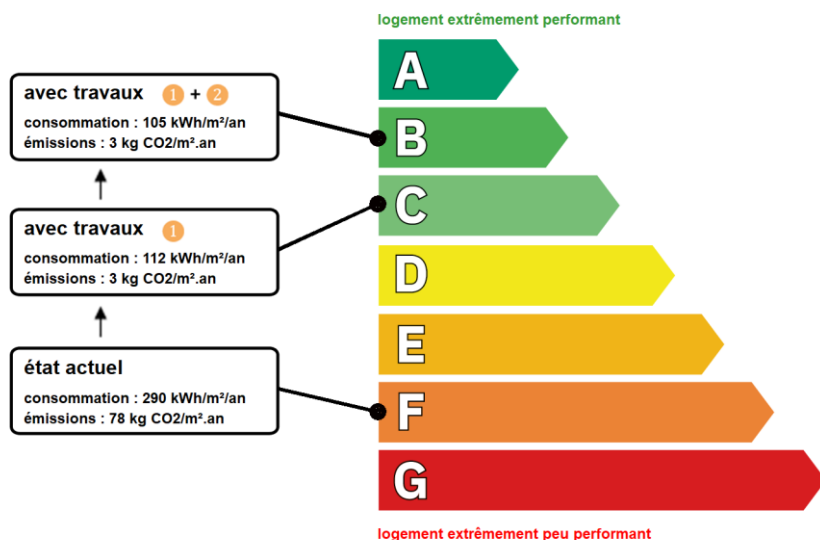 logement extrêmement performant
avec travaux 1 + 2
consommation : 105 kWh/m²/an
émissions : 3 kg CO2/m².an
avec travaux 1
consommation : 112 kWh/m²/an
émissions : 3 kg CO2/m².an
état actuel
consommation : 290 kWh/m²/an
émissions : 78 kg CO2/m².an
A
B
C
D
E
F
G
logement extrêmement peu performant